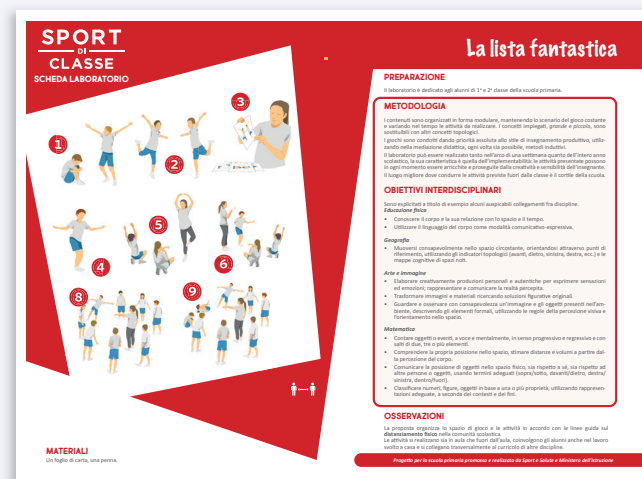 SPORT
DI
CLASSE
SCHEDA LABORATORIO
1
2
3
4
5
6
8
9
MATERIALI
Un foglio di carta, una penna.
La lista fantastica
PREPARAZIONE
Il laboratorio è dedicato agli alunni di 1ª e 2ª classe della scuola primaria.
METODOLOGIA
I contenuti sono organizzati in forma modulare, mantenendo lo scenario del gioco costante
e variando nel tempo le attività da realizzare. I concetti impiegati, grande e piccolo, sono
sostituibili con altri concetti topologici.
I giochi sono condotti dando priorità assoluta allo stile di insegnamento produttivo, utiliz-
zando nella mediazione didattica, ogni volta sia possibile, metodi induttivi.
Il laboratorio può essere realizzato tanto nell'arco di una settimana quanto dell'intero anno
scolastico, la sua caratteristica è quella dell'implementabilità: le attività presentate possono
in ogni momento essere arricchite e proseguite dalla creatività e sensibilità dell'insegnante.
Il luogo migliore dove condurre le attività previste fuori dalla classe è il cortile della scuola.
OBIETTIVI INTERDISCIPLINARI
Sono esplicitati a titolo di esempio alcuni auspicabili collegamenti fra discipline.
Educazione fisica
• Conoscere il corpo e la sua relazione con lo spazio e il tempo.
• Utilizzare il linguaggio del corpo come modalità comunicativo-espressiva.
Geografia
• Muoversi consapevolmente nello spazio circostante, orientandosi attraverso punti di
riferimento, utilizzando gli indicatori topologici (avanti, dietro, sinistra, destra, ecc.) e le
mappe cognitive di spazi noti.
Arte e immagine
• Elaborare creativamente produzioni personali e autentiche per esprimere sensazioni
ed emozioni; rappresentare e comunicare la realtà percepita.
• Trasformare immagini e materiali ricercando soluzioni figurative originali.
• Guardare e osservare con consapevolezza un'immagine e gli oggetti presenti nell'am-
biente, descrivendo gli elementi formali, utilizzando le regole della percezione visiva e
l'orientamento nello spazio.
Matematica
• Contare oggetti o eventi, a voce e mentalmente, in senso progressivo e regressivo e con
salti di due, tre o più elementi.
• Comprendere la propria posizione nello spazio, stimare distanze e volumi a partire dal-
la percezione del corpo.
• Comunicare la posizione di oggetti nello spazio fisico, sia rispetto a sé, sia rispetto ad
altre persone o oggetti, usando termini adeguati (sopra/sotto, davanti/dietro, destra/
sinistra, dentro/fuori).
• Classificare numeri, figure, oggetti in base a una o più proprietà, utilizzando rappresen-
tazioni adeguate, a seconda dei contesti e dei fini.
OSSERVAZIONI
La proposta organizza lo spazio di gioco e le attività in accordo con le linee guida sul
distanziamento fisico nella comunità scolastica.
Le attività si realizzano sia in aula che fuori dall'aula, coinvolgono gli alunni anche nel lavoro
svolto a casa e si collegano trasversalmente al curricolo di altre discipline.
Progetto per la scuola primaria promosso e realizzato da Sport e Salute e Ministero dell'Istruzione